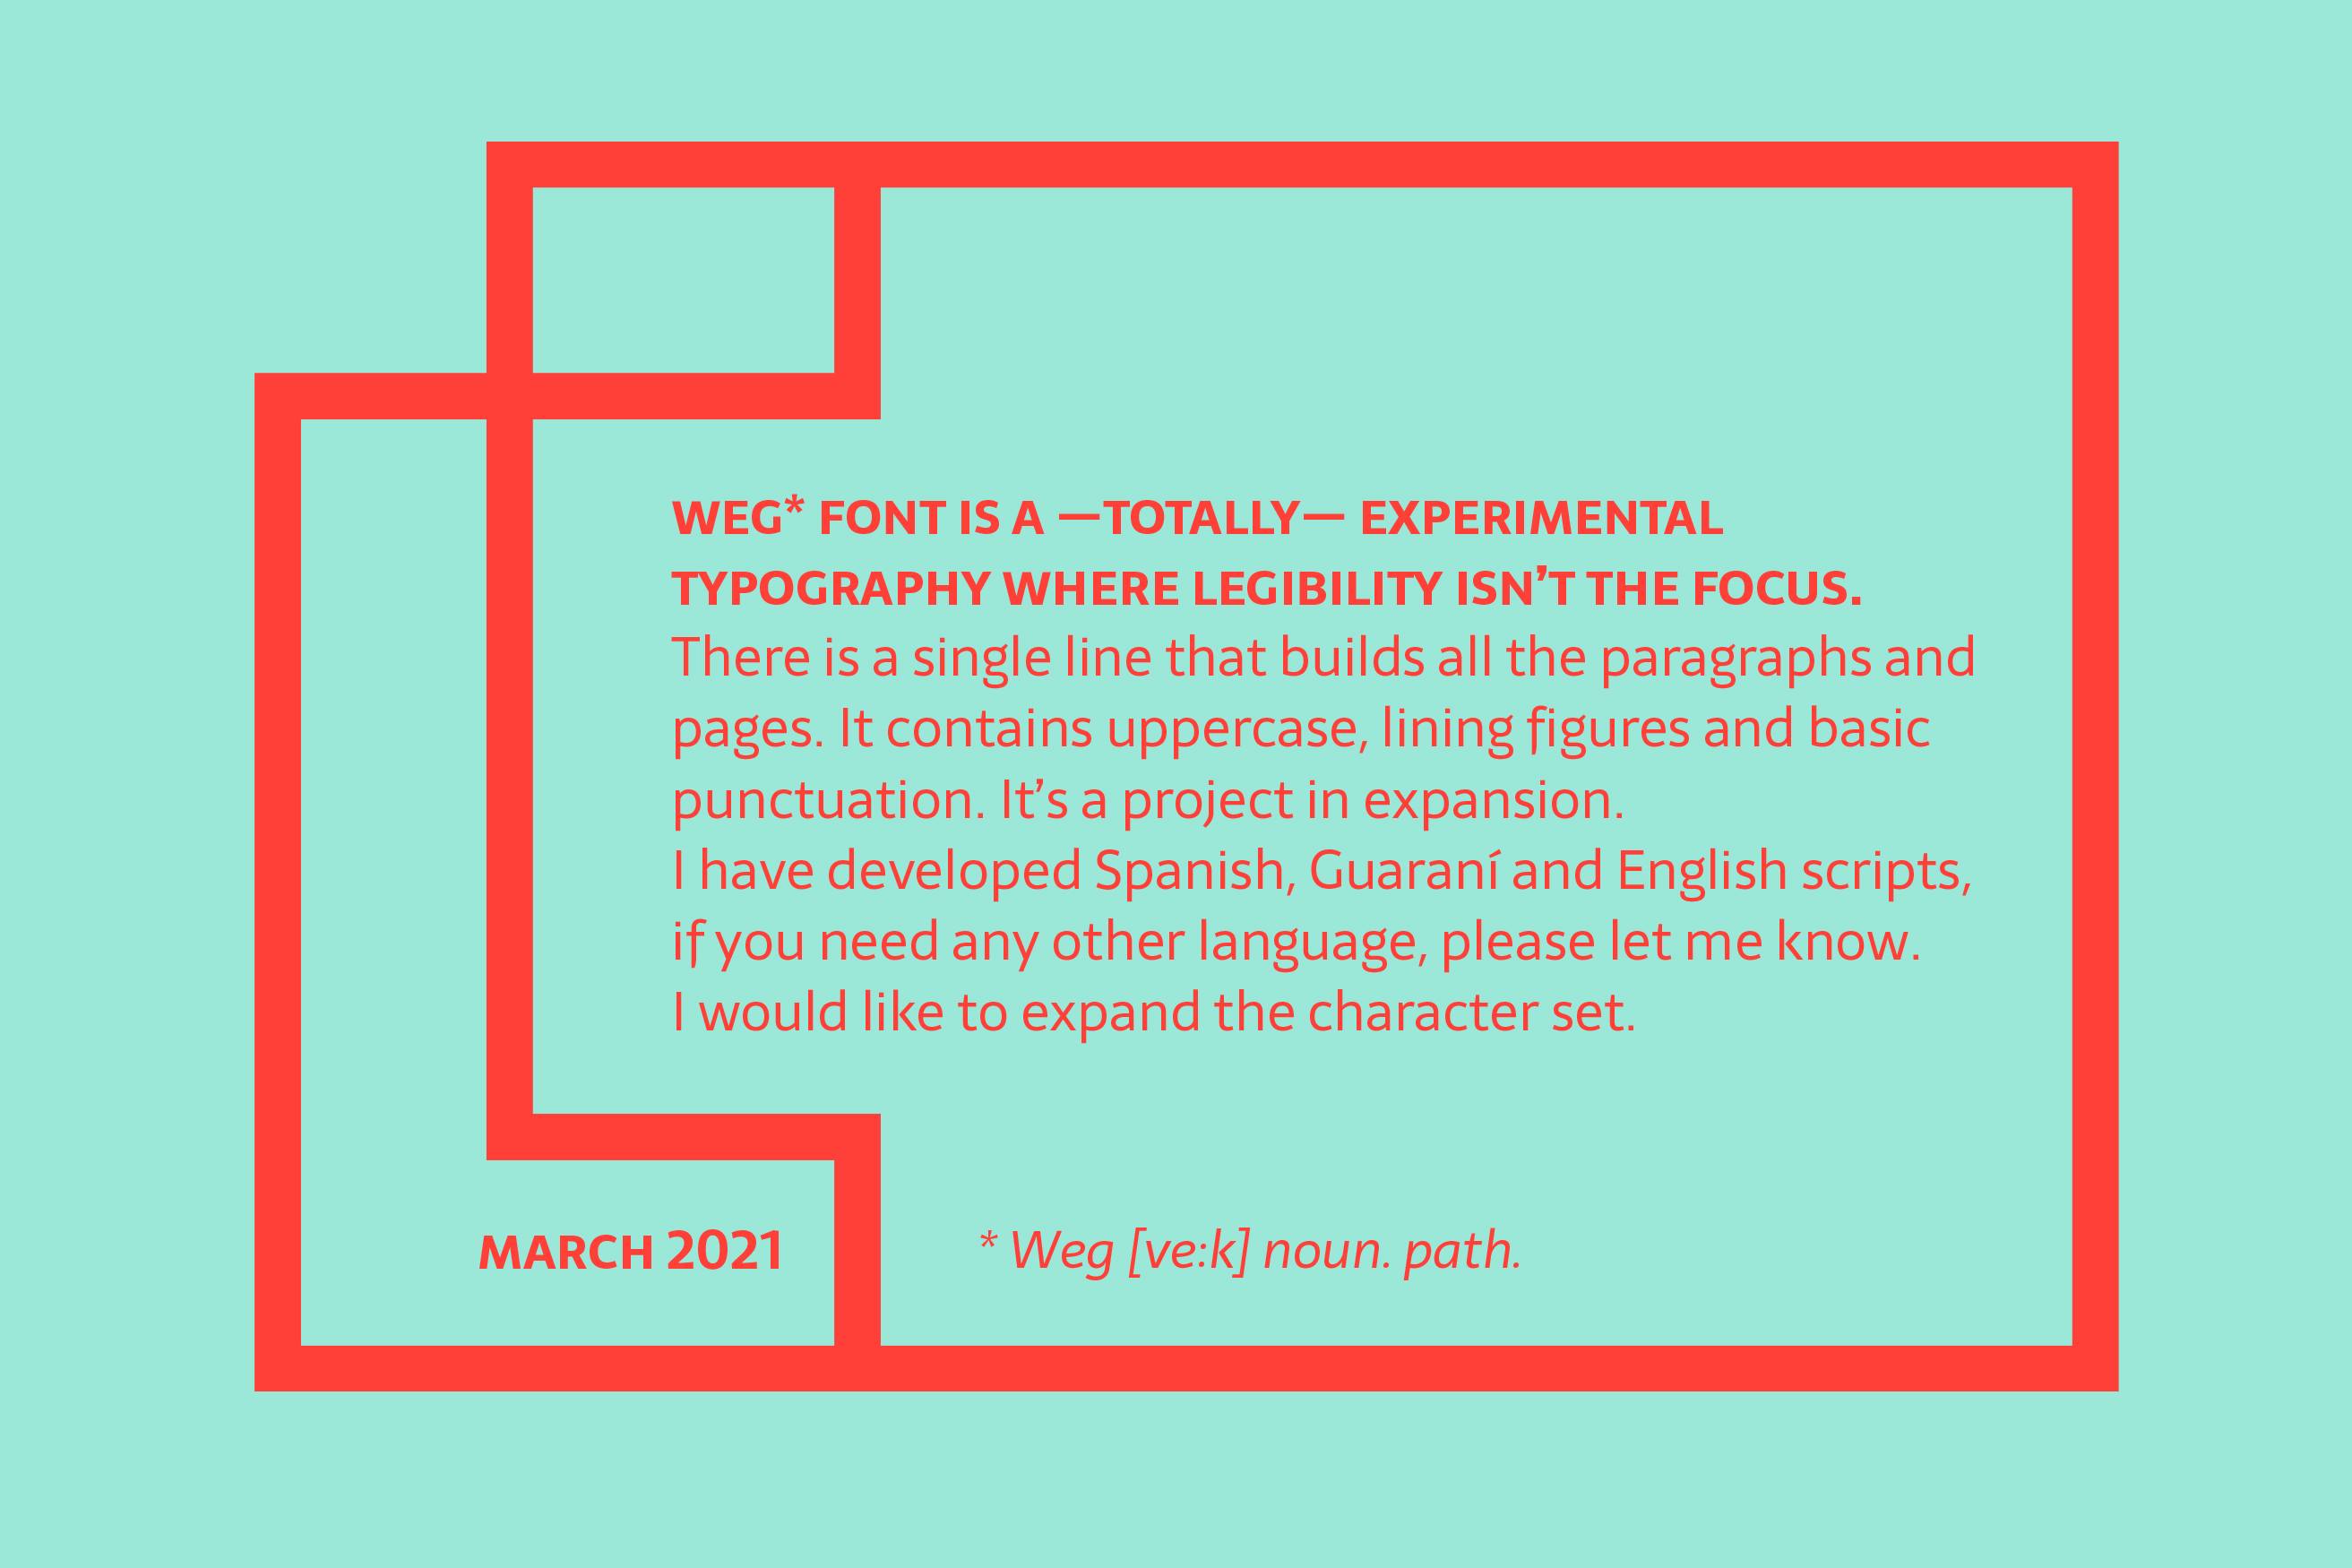 WEG* FONT IS A —TOTALLY— EXPERIMENTAL
TYPOGRAPHY WHERE LEGIBILITY ISN’T THE FOCUS.
There is a single line that builds all the paragraphs and
pages. It contains uppercase, lining figures and basic
punctuation. It’s a project in expansion.
I have developed Spanish, Guaraní and English scripts,
if you need any other language, please let me know.
I would like to expand the character set.
MARCH 2021
* Weg [ve:k] noun. path.